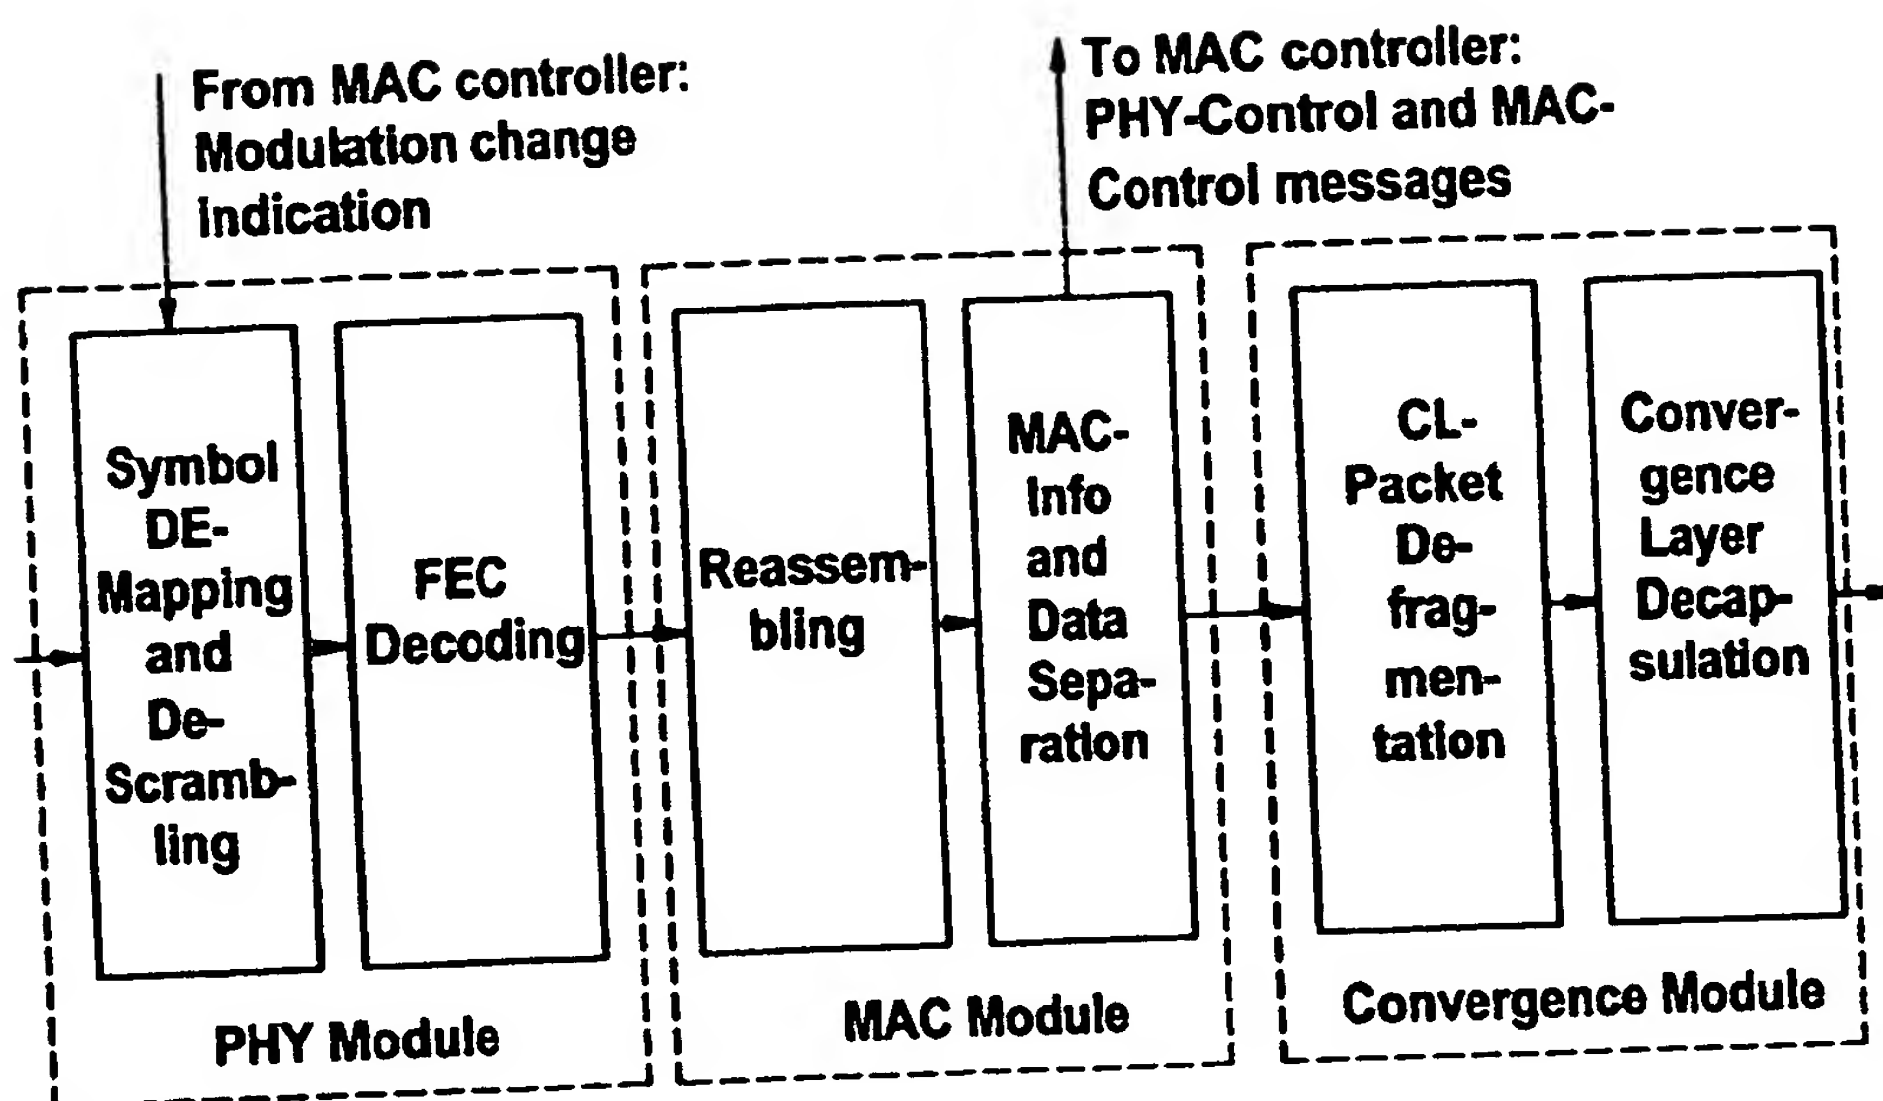 From MAC controller:
Modulation change
indication
To MAC controller:
PHY-Control and MAC-
Control messages
Symbol
DE-
Mapping
and
De-
Scramb-
ling
FEC
Decoding
Reassem-
bling
MAC-
Info
and
Data
Sepa-
ration
CL-
Packet
De-
frag-
men-
tation
Conver-
gence
Layer
Decap-
sulation
PHY Module
MAC Module
Convergence Module